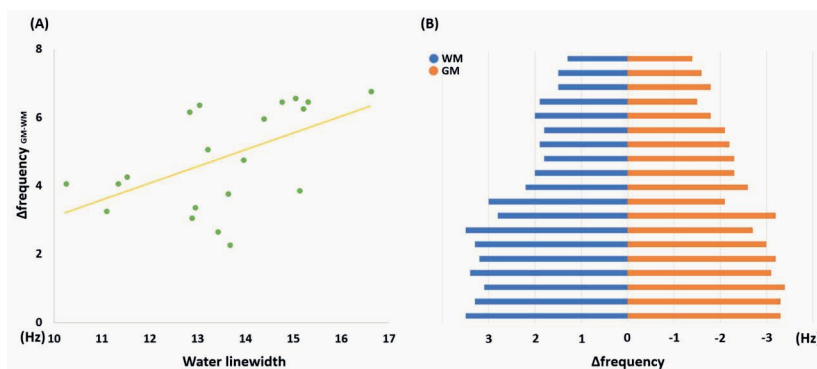 (A)
8
6
4
2
0
Δfrequency GM-WM
(Hz) 10 11 12 13 14 15 16 17
Water linewidth
(B)
WM
GM
3 2 1 0 -1 -2 -3 (Hz
Δfrequency